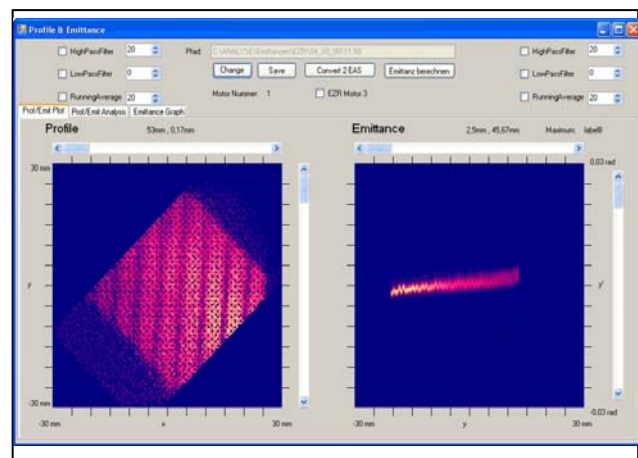 Profile & Emittance
HighPassFilter 20
LowPassFilter 0
RunningAverage 20
Pfad:
Change Save Convert 2 EAS Emittanz berechnen
Motor Nummer: 1 EZR Motor 3
HighPassFilter 20
LowPassFilter 0
RunningAverage 20
Prof/Emit Plot Prof/Emit Analysis Emittance Graph
Profile 53mm , 0,17mm
30 mm
y
-30 mm
-30 mm x 30 mm
Emittance 2,5mm , 45,67mm Maximum: label8
0,03 rad
y'
-0,03 rad
-30 mm y 30 mm